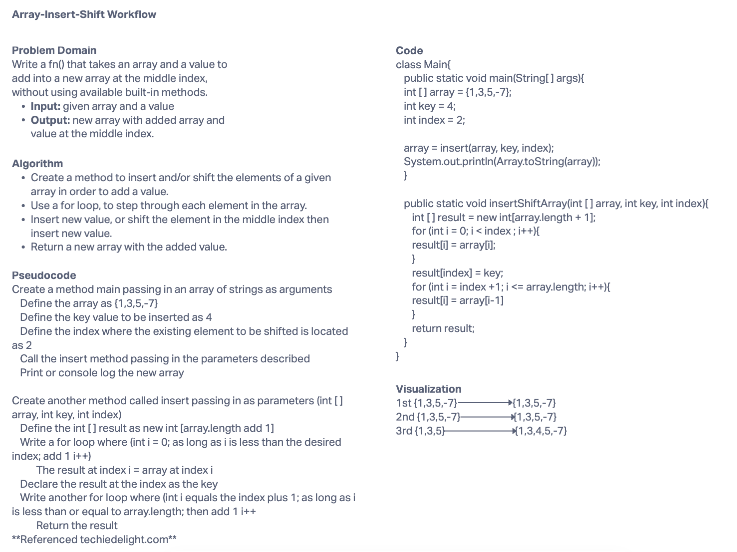 Array-Insert-Shift Workflow
Problem Domain
Write a fn() that takes an array and a value to
add into a new array at the middle index,
without using available built-in methods.
• Input: given array and a value
• Output: new array with added array and
value at the middle index.
Algorithm
• Create a method to insert and/or shift the elements of a given
array in order to add a value.
• Use a for loop, to step through each element in the array.
• Insert new value, or shift the element in the middle index then
insert new value.
• Return a new array with the added value.
Pseudocode
Create a method main passing in an array of strings as arguments
Define the array as {1,3,5,-7}
Define the key value to be inserted as 4
Define the index where the existing element to be shifted is located
as 2
Call the insert method passing in the parameters described
Print or console log the new array
Create another method called insert passing in as parameters (int [ ]
array, int key, int index)
Define the int [ ] result as new int [array.length add 1]
Write a for loop where (int i = 0; as long as i is less than the desired
index; add 1 i++)
The result at index i = array at index i
Declare the result at the index as the key
Write another for loop where (int i equals the index plus 1; as long as i
is less than or equal to array.length; then add 1 i++
Return the result
**Referenced techiedelight.com**
Code
class Main{
public static void main(String[ ] args){
int [ ] array = {1,3,5,-7};
int key = 4;
int index = 2;
array = insert(array, key, index);
System.out.println(Array.toString(array));
}
public static void insertShiftArray(int [ ] array, int key, int index){
int [ ] result = new int[array.length + 1];
for (int i = 0; i < index ; i++){
result[i] = array[i];
}
result[index] = key;
for (int i = index +1; i <= array.length; i++){
result[i] = array[i-1]
}
return result;
}
}
Visualization
1st {1,3,5,-7} {1,3,5,-7}
2nd {1,3,5,-7} {1,3,5,-7}
3rd {1,3,5} {1,3,4,5,-7}